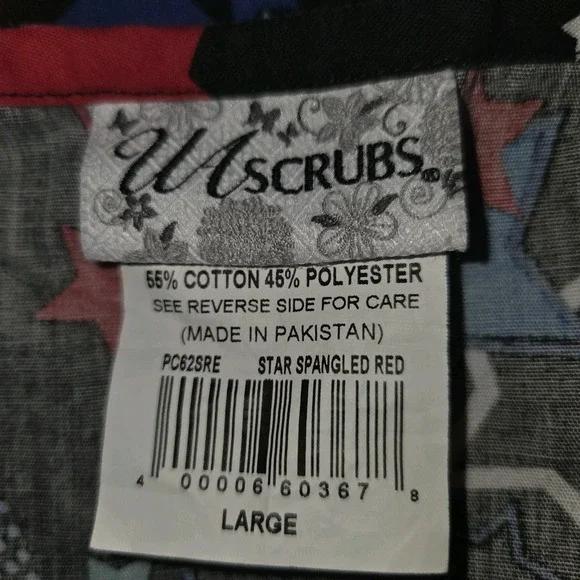 UA SCRUBS®
55% COTTON 45% POLYESTER
SEE REVERSE SIDE FOR CARE
(MADE IN PAKISTAN)
PC62SRE STAR SPANGLED RED
4 00006 60367 8
LARGE